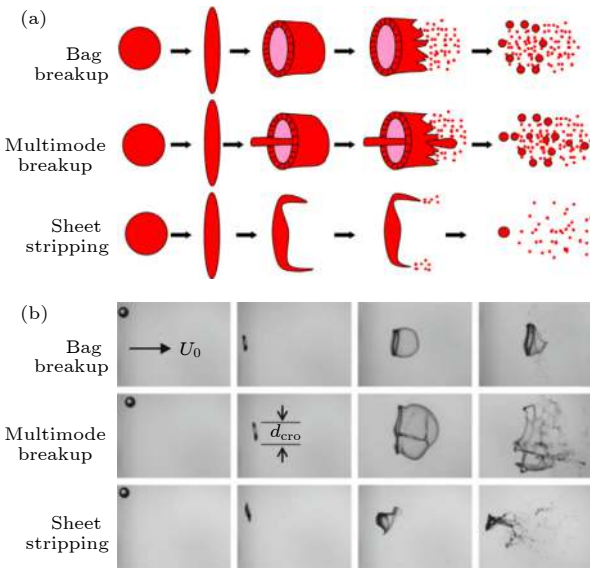 (a)
Bag
breakup
Multimode
breakup
Sheet
stripping
(b)
Bag
breakup
U0
Multimode
breakup
dcro
Sheet
stripping